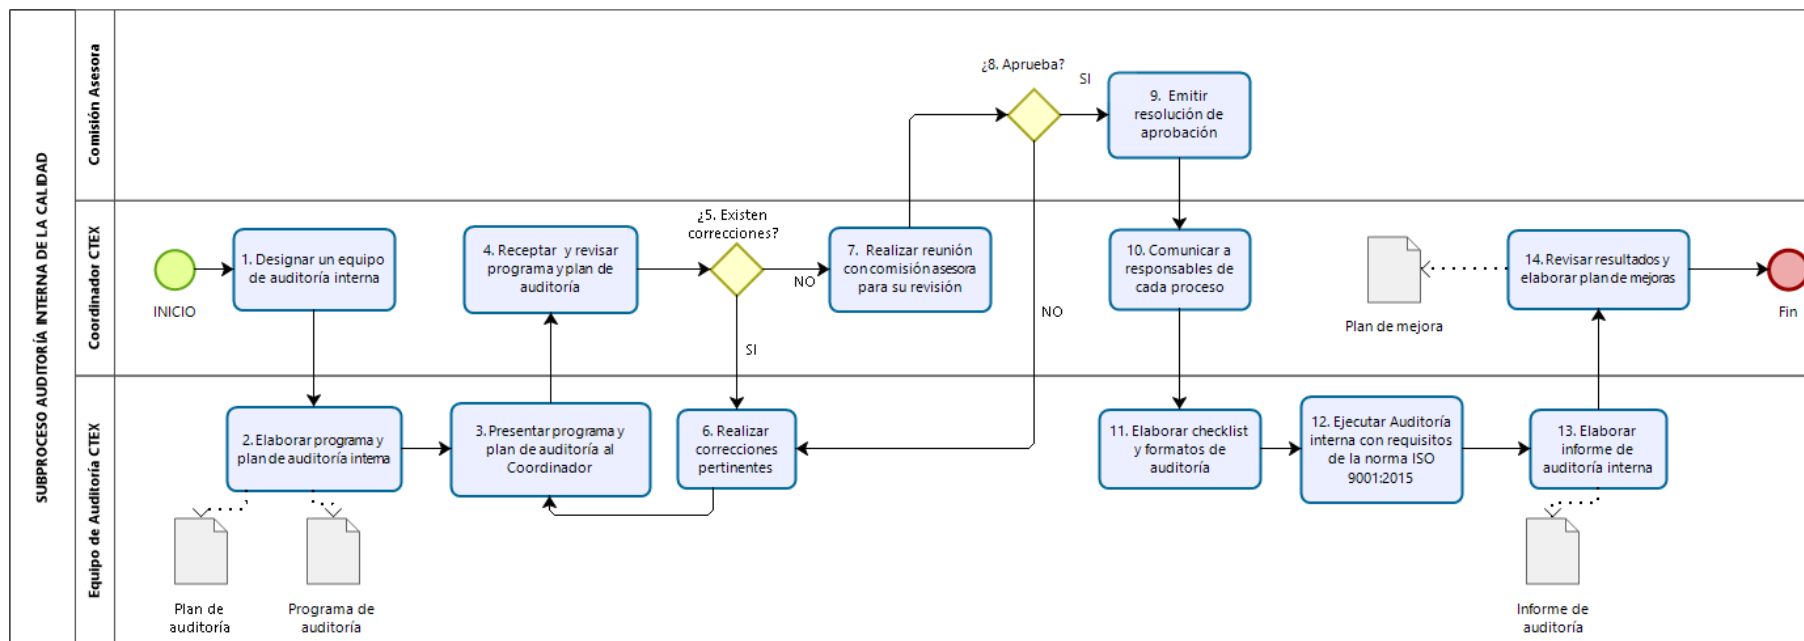 SUBPROCESO AUDITORÍA INTERNA DE LA CALIDAD
Comisión Asesora
¿8. Aprueba?
SI
9. Emitir
resolución de
aprobación
Coordinador CTEX
INICIO
1. Designar un equipo
de auditoría interna
4. Receptar y revisar
programa y plan de
auditoría
¿5. Existen
correcciones?
NO
SI
7. Realizar reunión
con comisión asesora
para su revisión
NO
10. Comunicar a
responsables de
cada proceso
Plan de mejora
14. Revisar resultados y
elaborar plan de mejoras
Fin
Equipo de Auditoría CTEX
2. Elaborar programa y
plan de auditoría interna
Plan de
auditoría
Programa de
auditoría
3. Presentar programa y
plan de auditoría al
Coordinador
6. Realizar
correcciones
pertinentes
11. Elaborar checklist
y formatos de
auditoría
12. Ejecutar Auditoría
interna con requisitos
de la norma ISO
9001:2015
13. Elaborar
informe de
auditoría interna
Informe de
auditoría